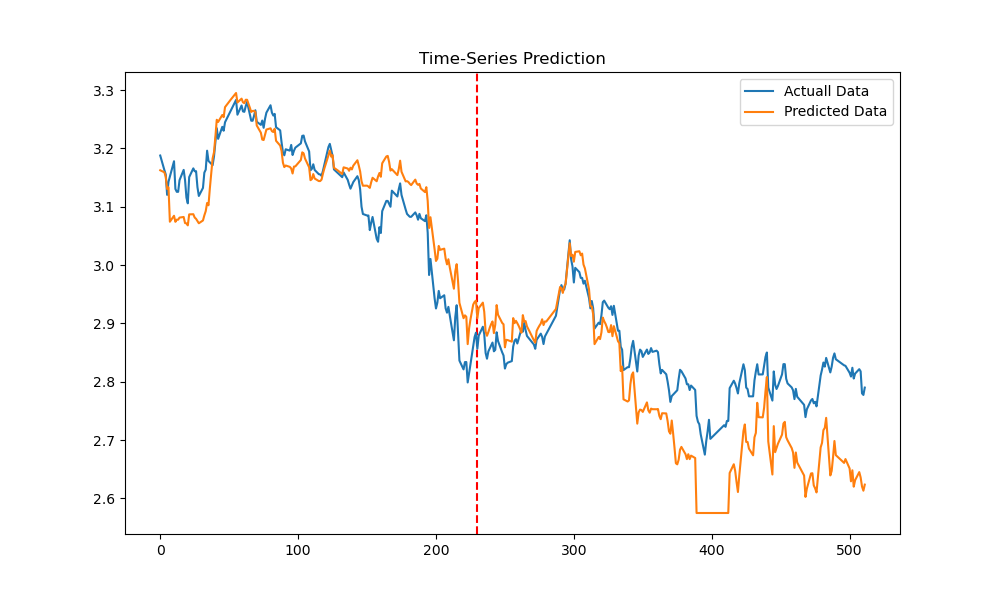 Time-Series Prediction
Actuall Data
Predicted Data
3.3
3.2
3.1
3.0
2.9
2.8
2.7
2.6
0 100 200 300 400 500